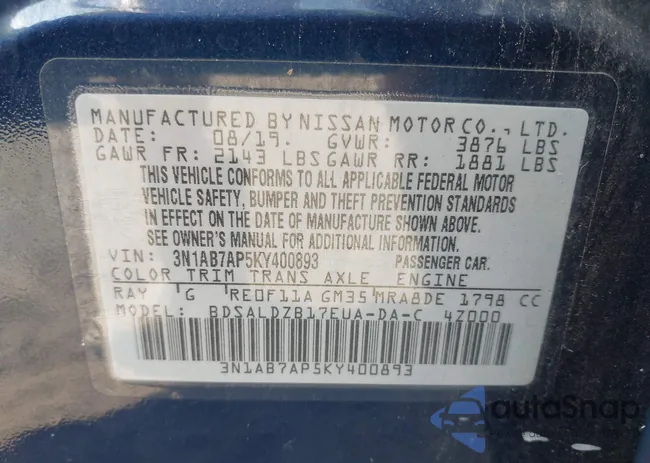 MANUFACTURED BY NISSAN MOTOR CO., LTD.
DATE: 08/19. GVWR: 3876 LBS
GAWR FR: 2143 LBS GAWR RR: 1881 LBS
THIS VEHICLE CONFORMS TO ALL APPLICABLE FEDERAL MOTOR
VEHICLE SAFETY, BUMPER AND THEFT PREVENTION STANDARDS
IN EFFECT ON THE DATE OF MANUFACTURE SHOWN ABOVE.
SEE OWNER'S MANUAL FOR ADDITIONAL INFORMATION.
VIN: 3N1AB7AP5KY400893 PASSENGER CAR.
COLOR TRIM TRANS AXLE ENGINE
RAY G RE0F11A GM35 MRA8DE 1798 CC
MODEL: BDSALDZB17EUA-DA-C 4Z000
3N1AB7AP5KY400893
autoSnap